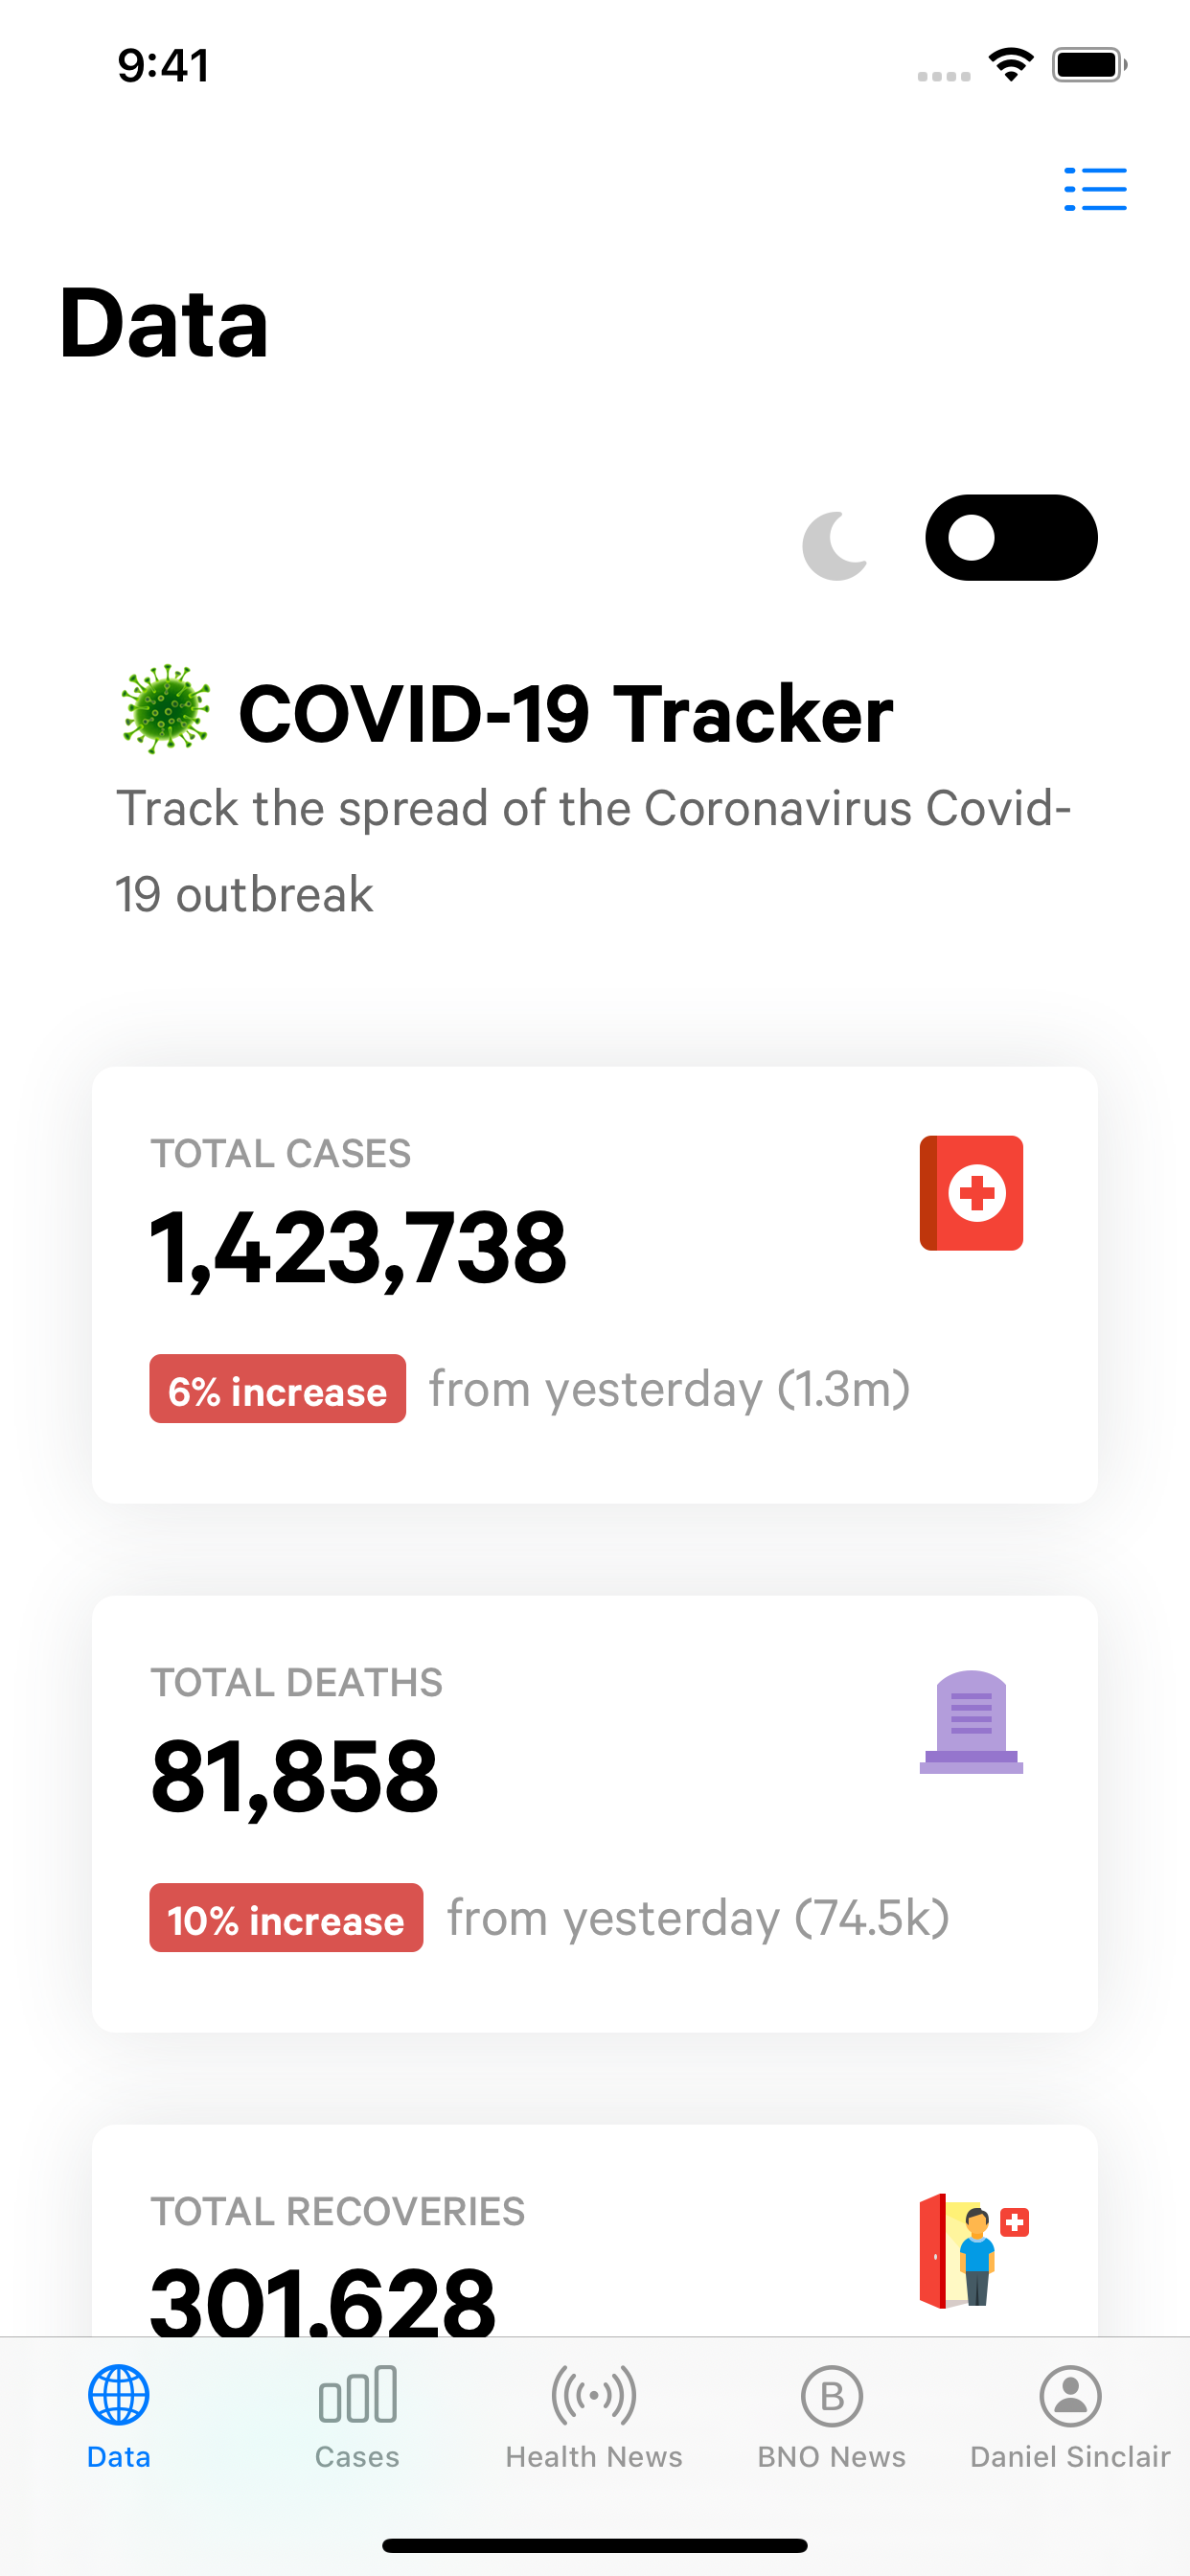 9:41
Data
COVID-19 Tracker
Track the spread of the Coronavirus Covid-
19 outbreak
TOTAL CASES
1,423,738
6% increase from yesterday (1.3m)
TOTAL DEATHS
81,858
10% increase from yesterday (74.5k)
TOTAL RECOVERIES
301,628
Data Cases Health News B BNO News Daniel Sinclair